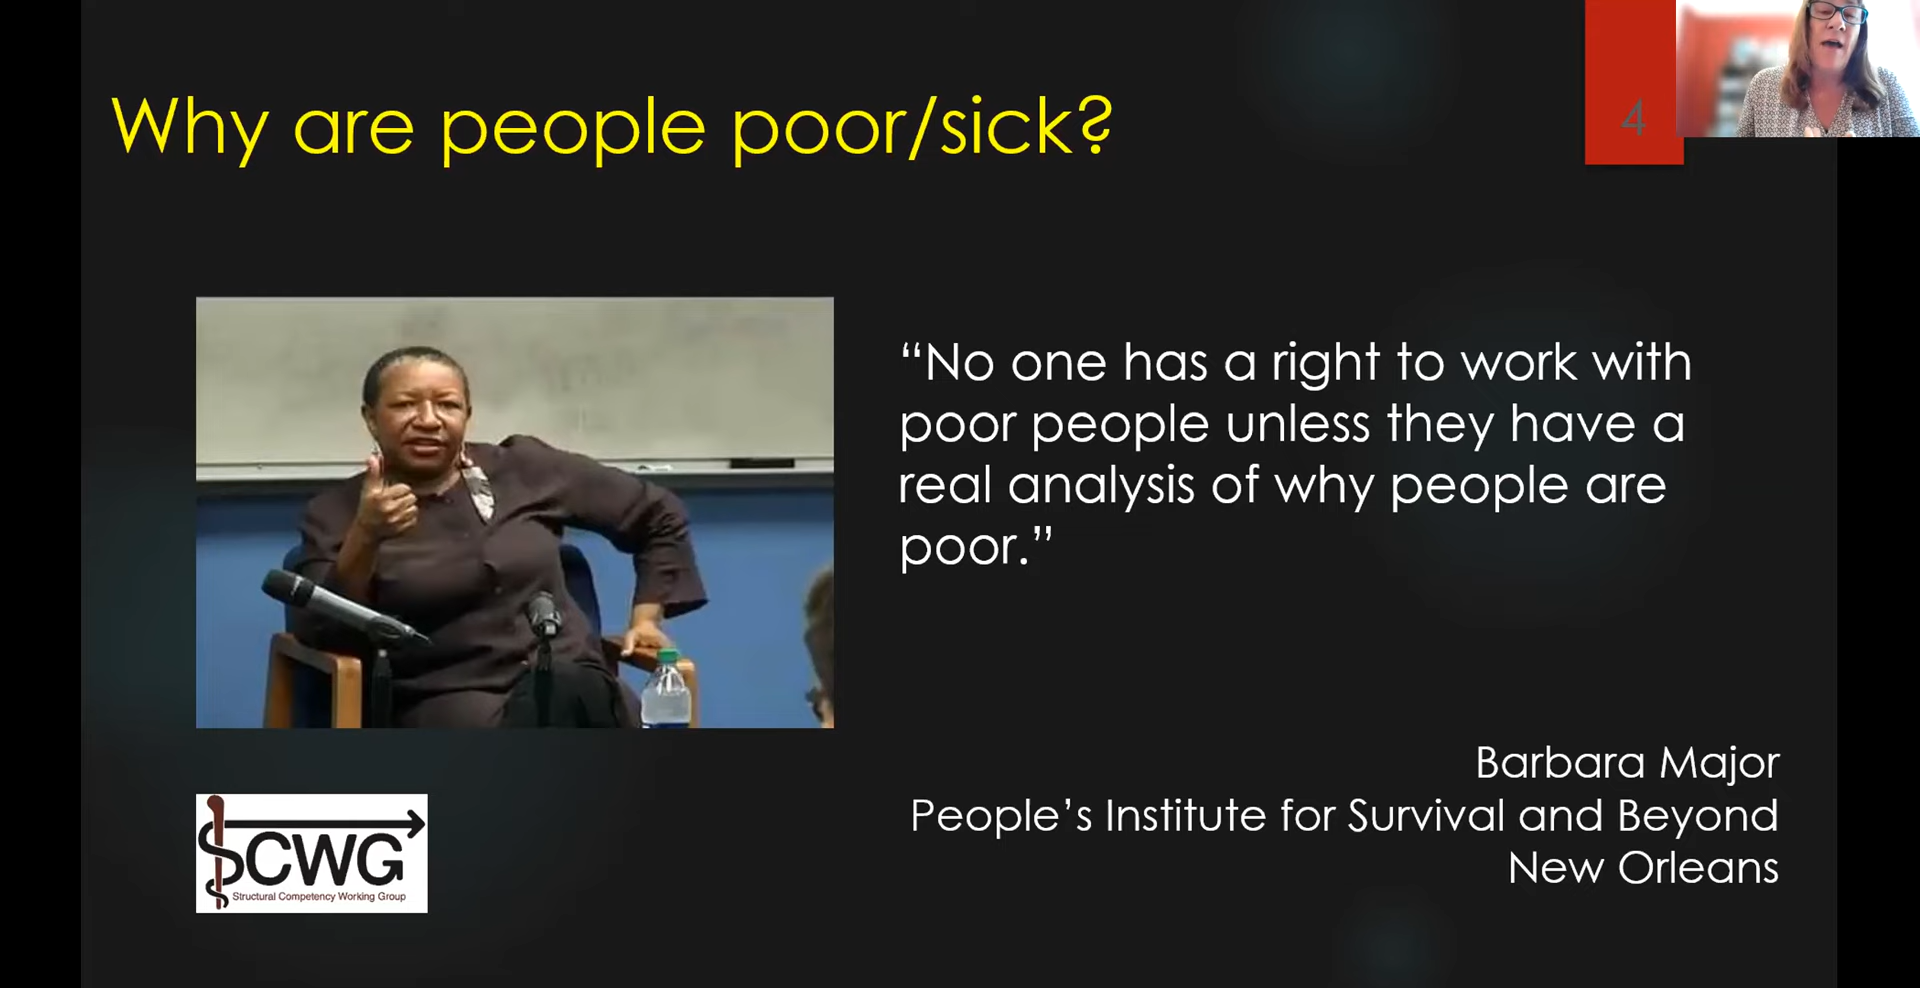 Why are people poor/sick?
4
“No one has a right to work with
poor people unless they have a
real analysis of why people are
poor.”
Barbara Major
People’s Institute for Survival and Beyond
New Orleans
SCWG
Structural Competency Working Group